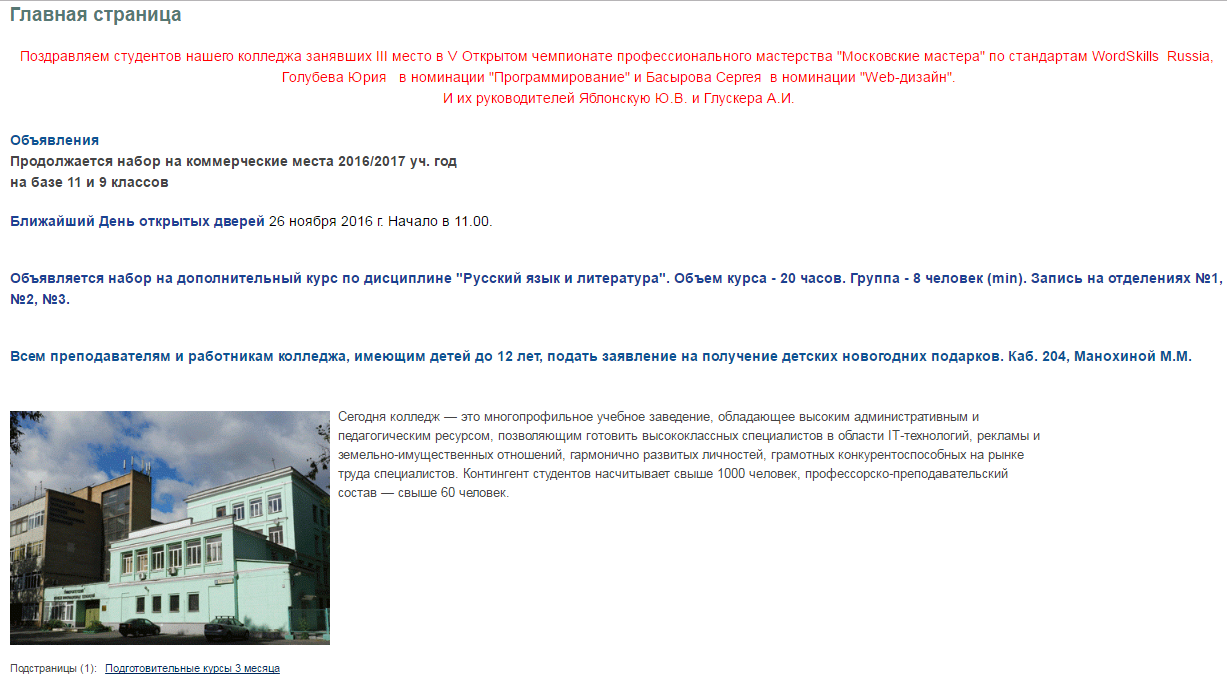 Главная страница
Поздравляем студентов нашего колледжа занявших III место в V Открытом чемпионате профессионального мастерства "Московские мастера" по стандартам WordSkills Russia,
Голубева Юрия в номинации "Программирование" и Басырова Сергея в номинации "Web-дизайн".
И их руководителей Яблонскую Ю.В. и Глускера А.И.
Объявления
Продолжается набор на коммерческие места 2016/2017 уч. год
на базе 11 и 9 классов
Ближайший День открытых дверей 26 ноября 2016 г. Начало в 11.00.
Объявляется набор на дополнительный курс по дисциплине "Русский язык и литература". Объем курса - 20 часов. Группа - 8 человек (min). Запись на отделениях №1,
№2, №3.
Всем преподавателям и работникам колледжа, имеющим детей до 12 лет, подать заявление на получение детских новогодних подарков. Каб. 204, Манохиной М.М.
Сегодня колледж — это многопрофильное учебное заведение, обладающее высоким административным и
педагогическим ресурсом, позволяющим готовить высококлассных специалистов в области IT-технологий, рекламы и
земельно-имущественных отношений, гармонично развитых личностей, грамотных конкурентоспособных на рынке
труда специалистов. Контингент студентов насчитывает свыше 1000 человек, профессорско-преподавательский
состав — свыше 60 человек.
Подстраницы (1): Подготовительные курсы 3 месяца